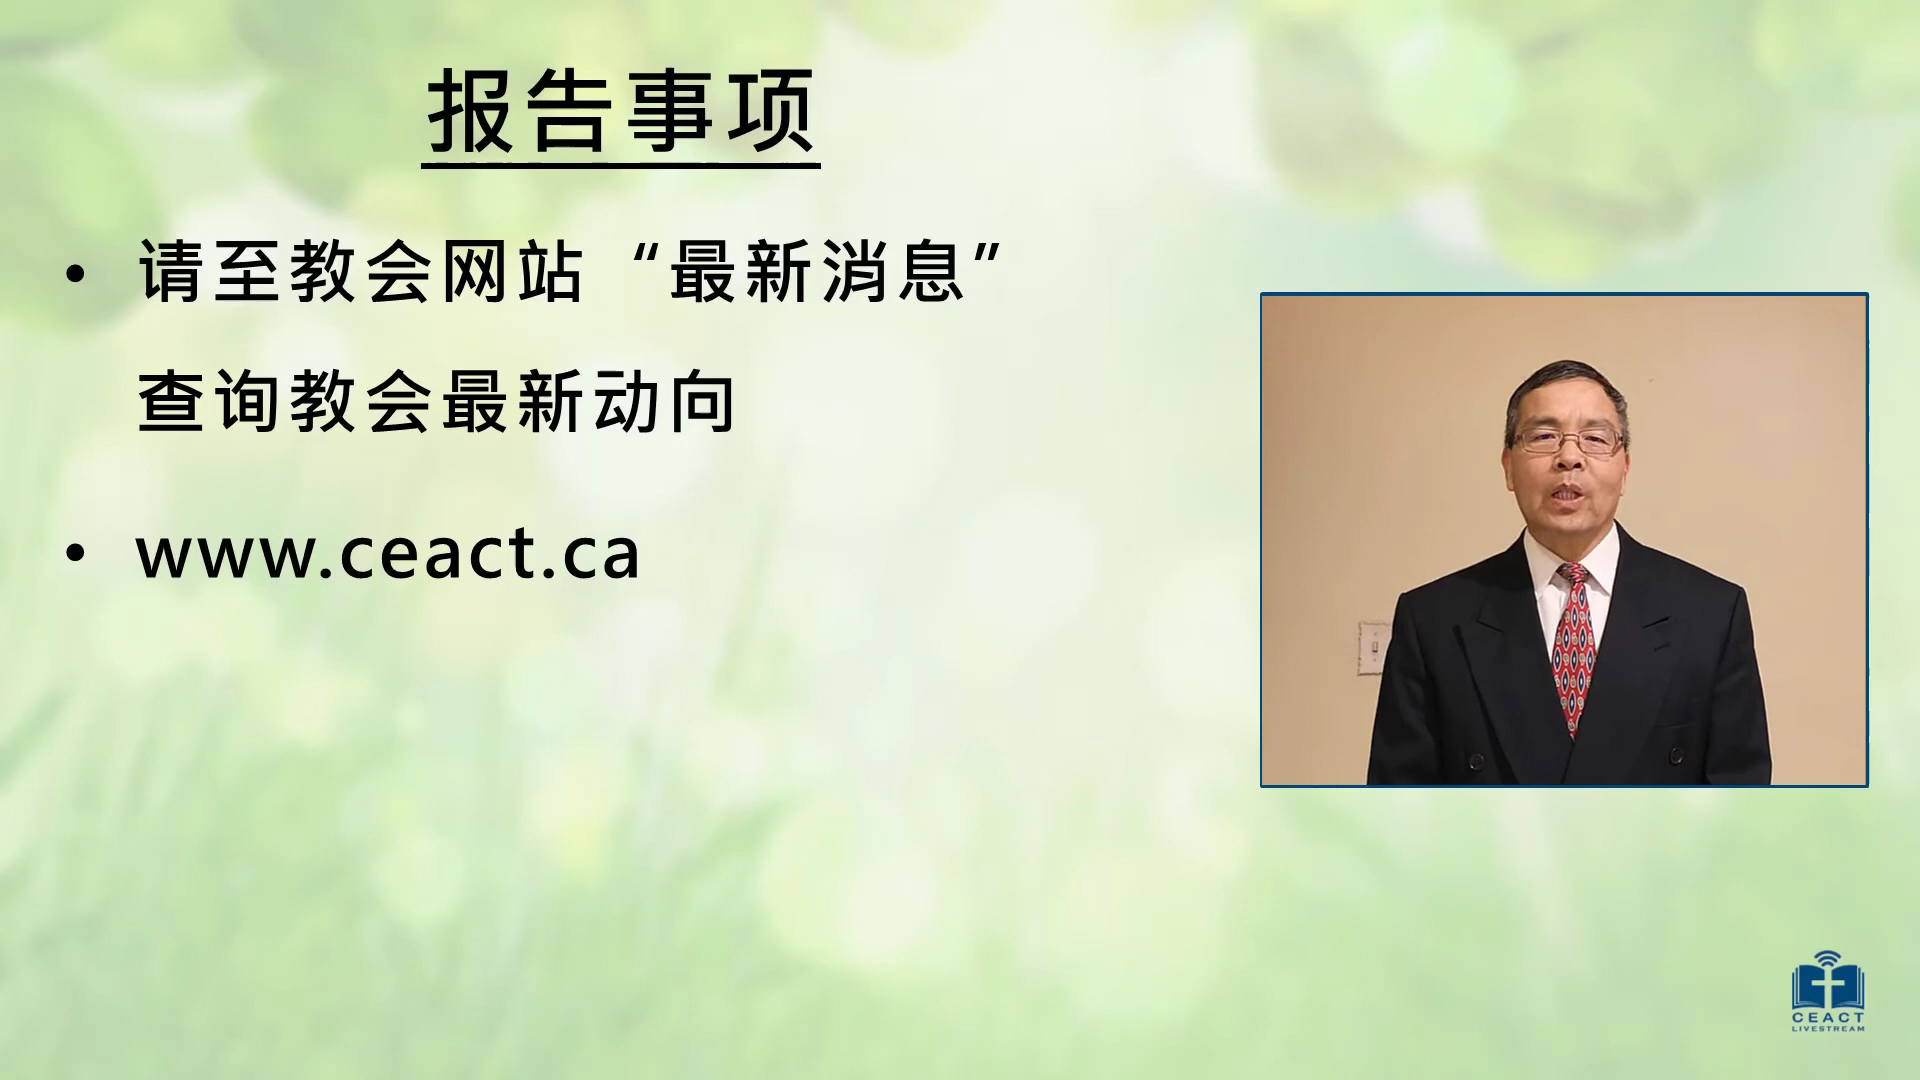 报告事项
• 请至教会网站“最新消息”
查询教会最新动向
• www.ceact.ca
CEACT
LIVESTREAM